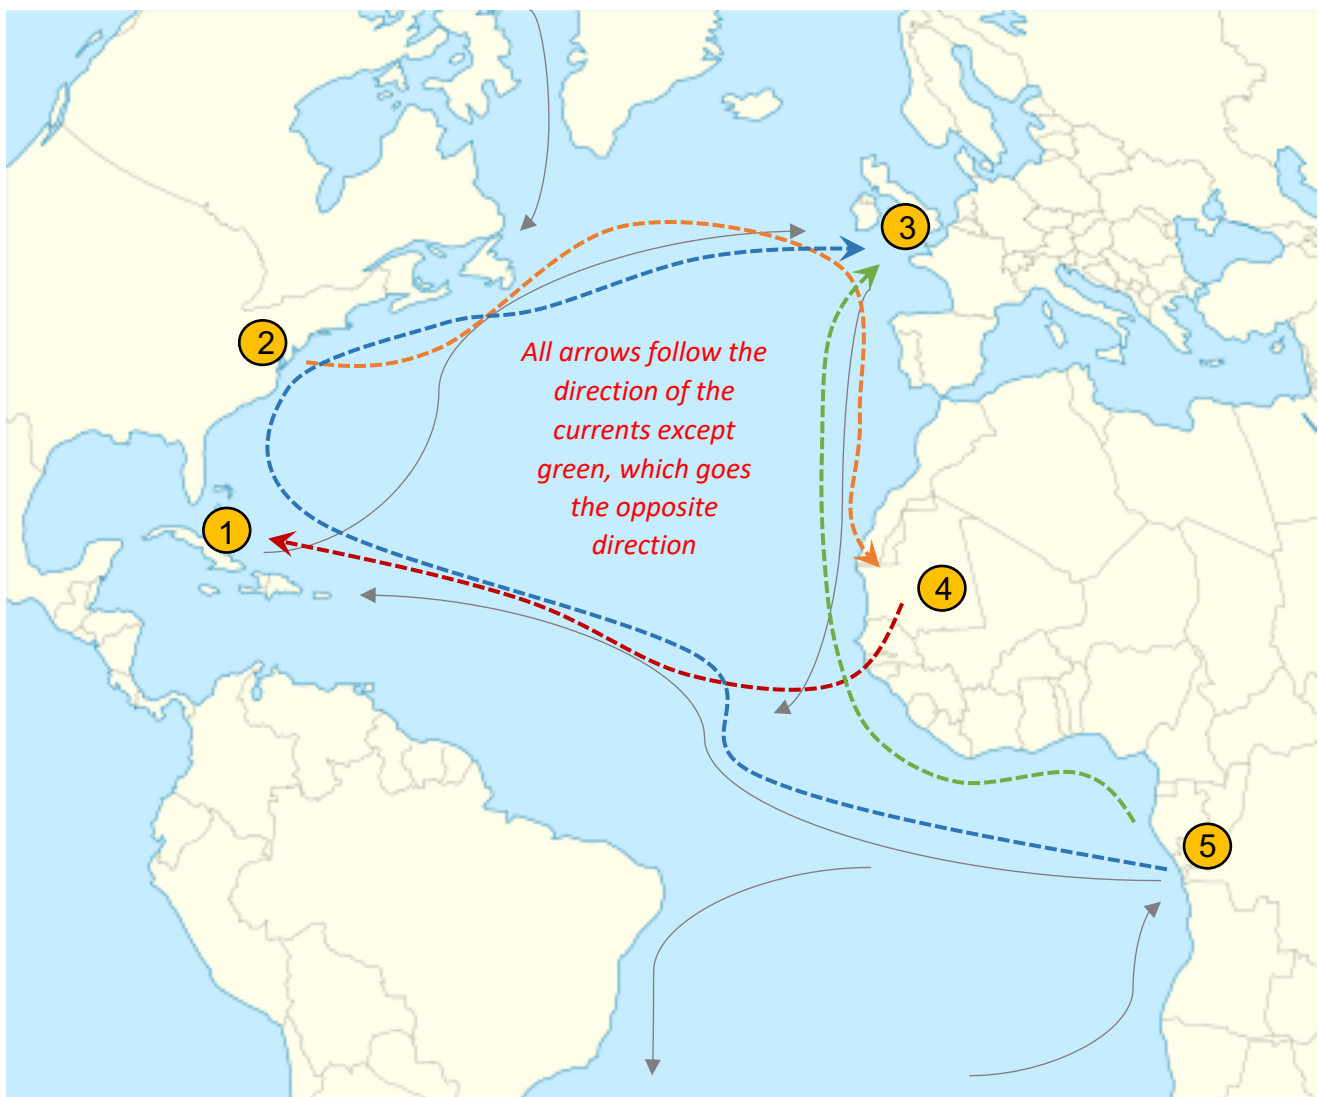 3
2
All arrows follow the
direction of the
currents except
green, which goes
the opposite
direction
1
4
5